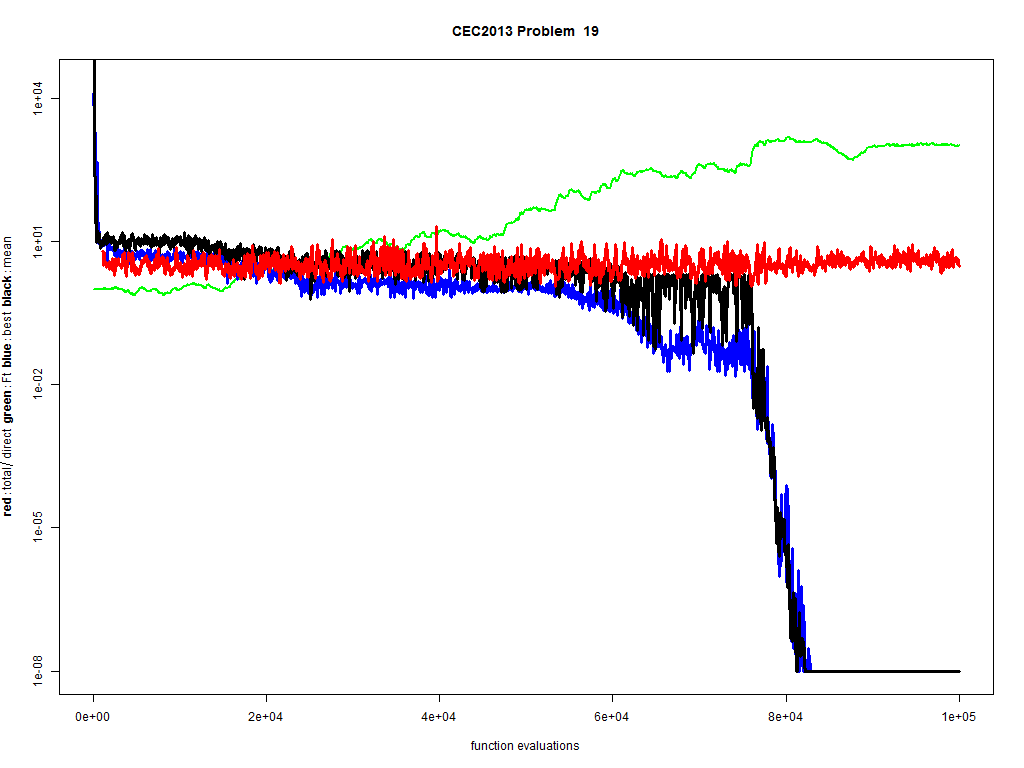 CEC2013 Problem  19
red : total/ direct green : Ft blue : best black : mean
1e+04
1e+01
1e-02
1e-05
1e-08
0e+00
2e+04
4e+04
6e+04
8e+04
1e+05
function evaluations